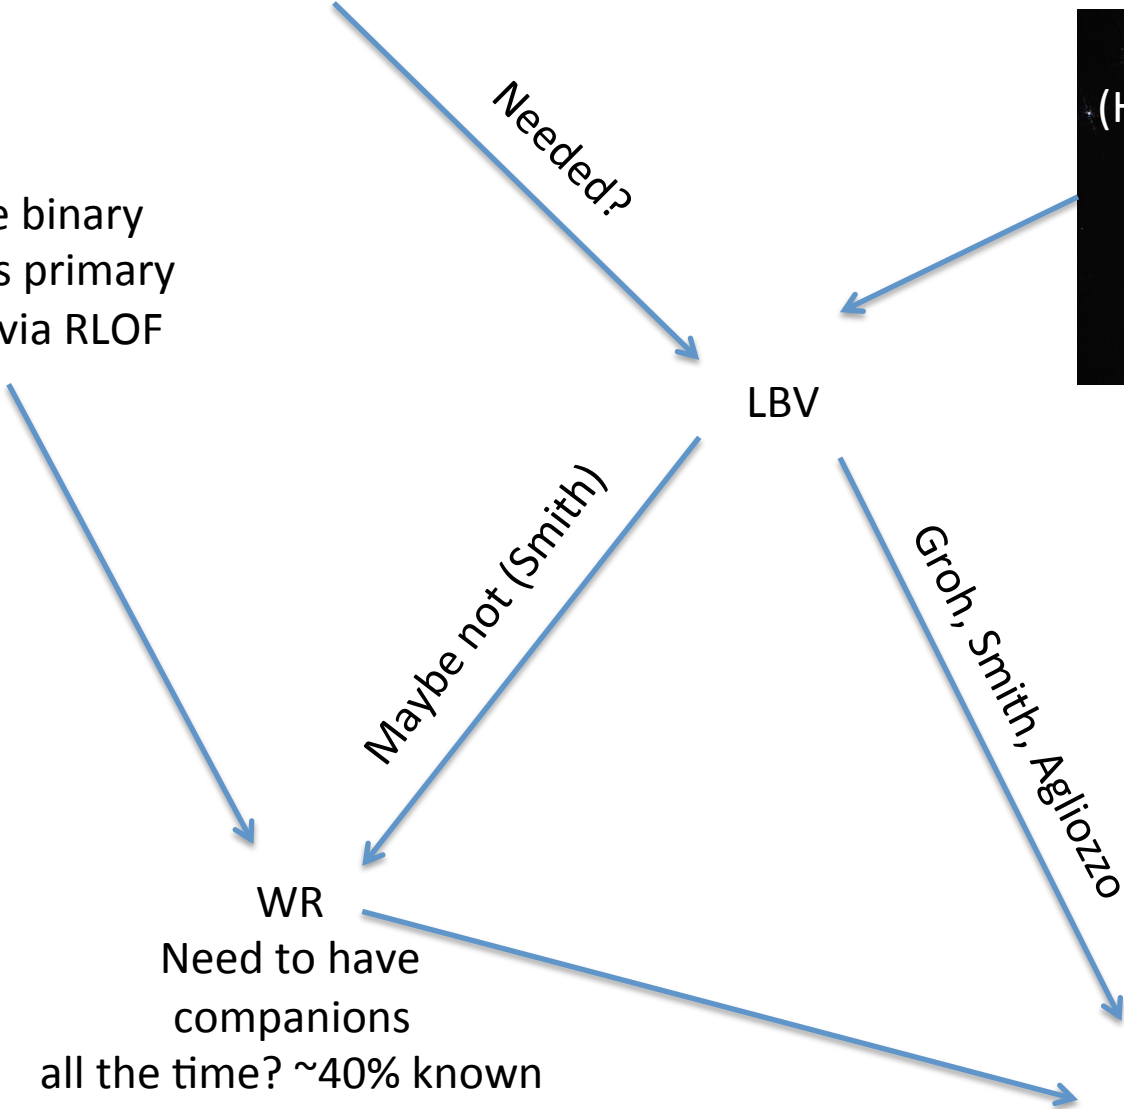 Needed?
(H
e binary
s primary
via RLOF
LBV
Maybe not (Smith)
Groh, Smith, Agliozzo
WR
Need to have
companions
all the time? ~40% known